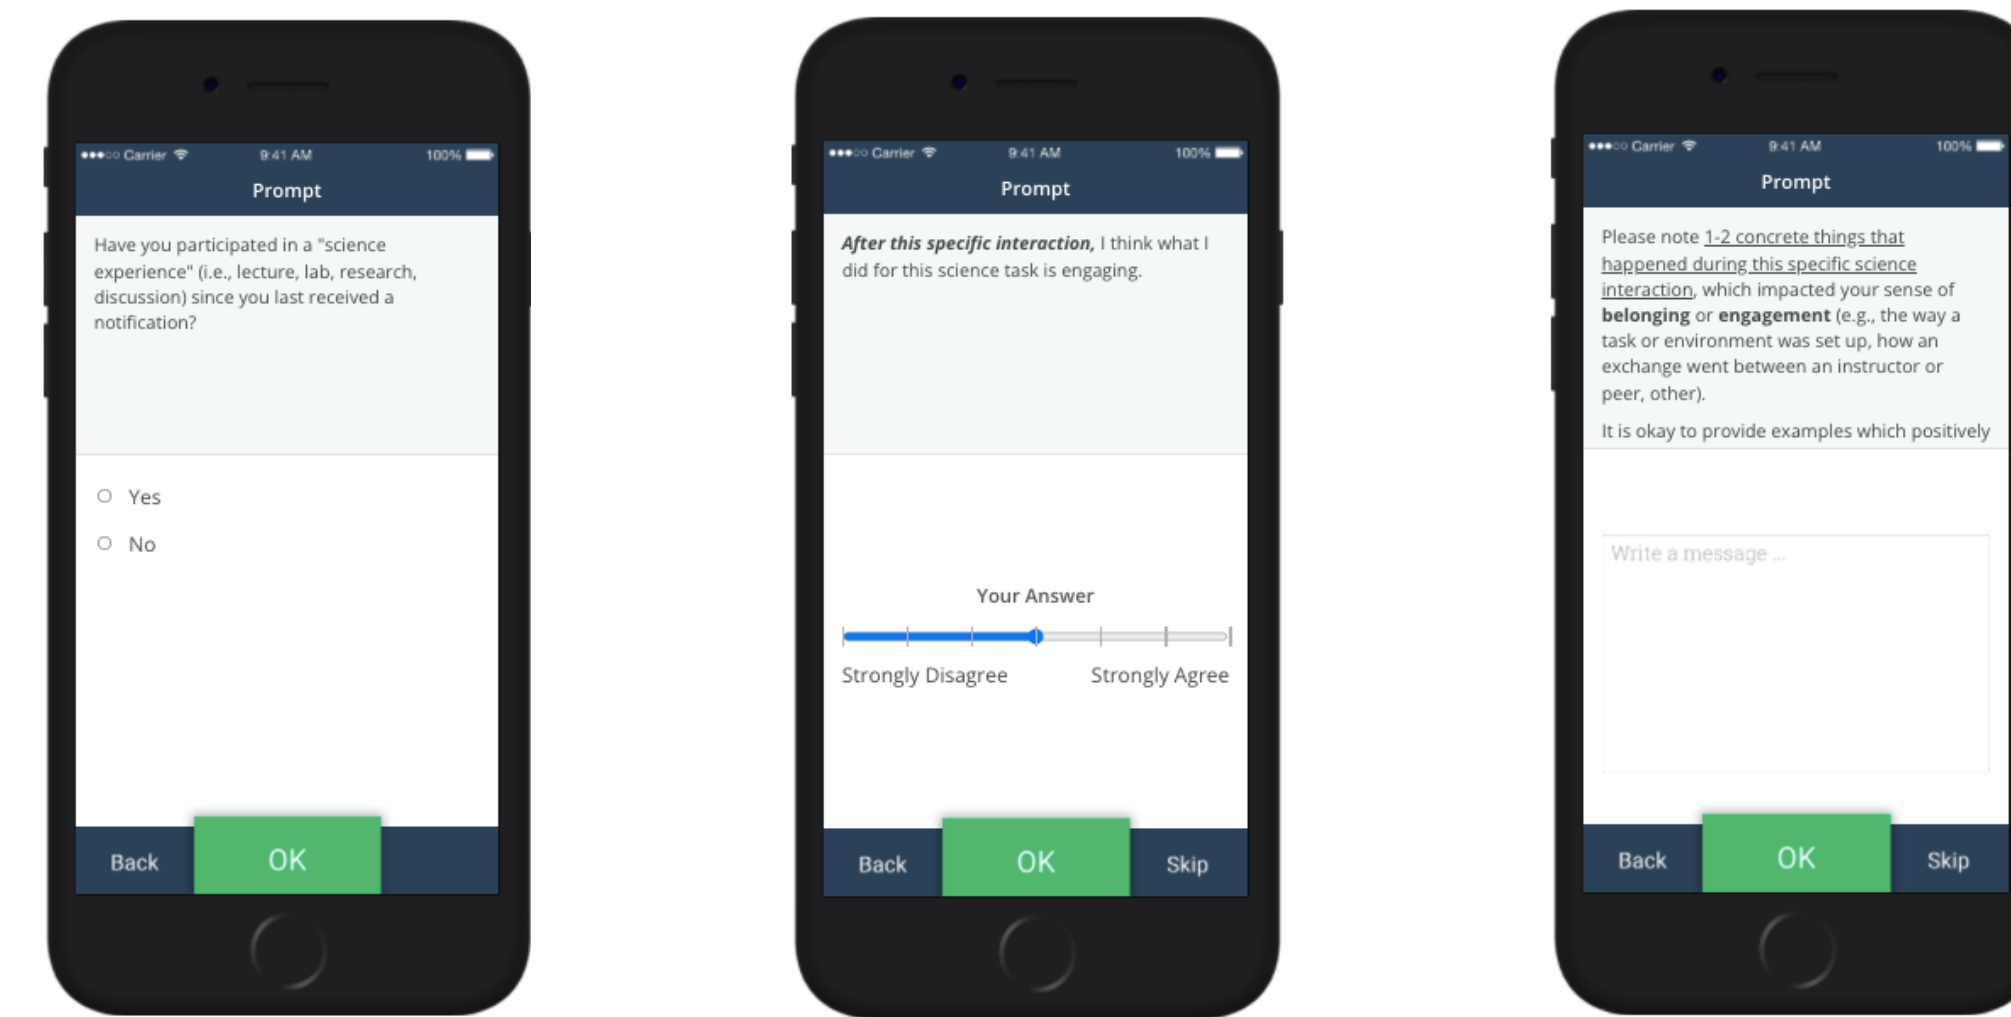 Carrier 9:41 AM 100%
Prompt
Have you participated in a "science
experience" (i.e., lecture, lab, research,
discussion) since you last received a
notification?
Yes
No
Back OK
Carrier 9:41 AM 100%
Prompt
After this specific interaction, I think what I
did for this science task is engaging.
Your Answer
Strongly Disagree Strongly Agree
Back OK Skip
Carrier 9:41 AM 100%
Prompt
Please note 1-2 concrete things that
happened during this specific science
interaction, which impacted your sense of
belonging or engagement (e.g., the way a
task or environment was set up, how an
exchange went between an instructor or
peer, other).
It is okay to provide examples which positively
Write a message ...
Back OK Skip